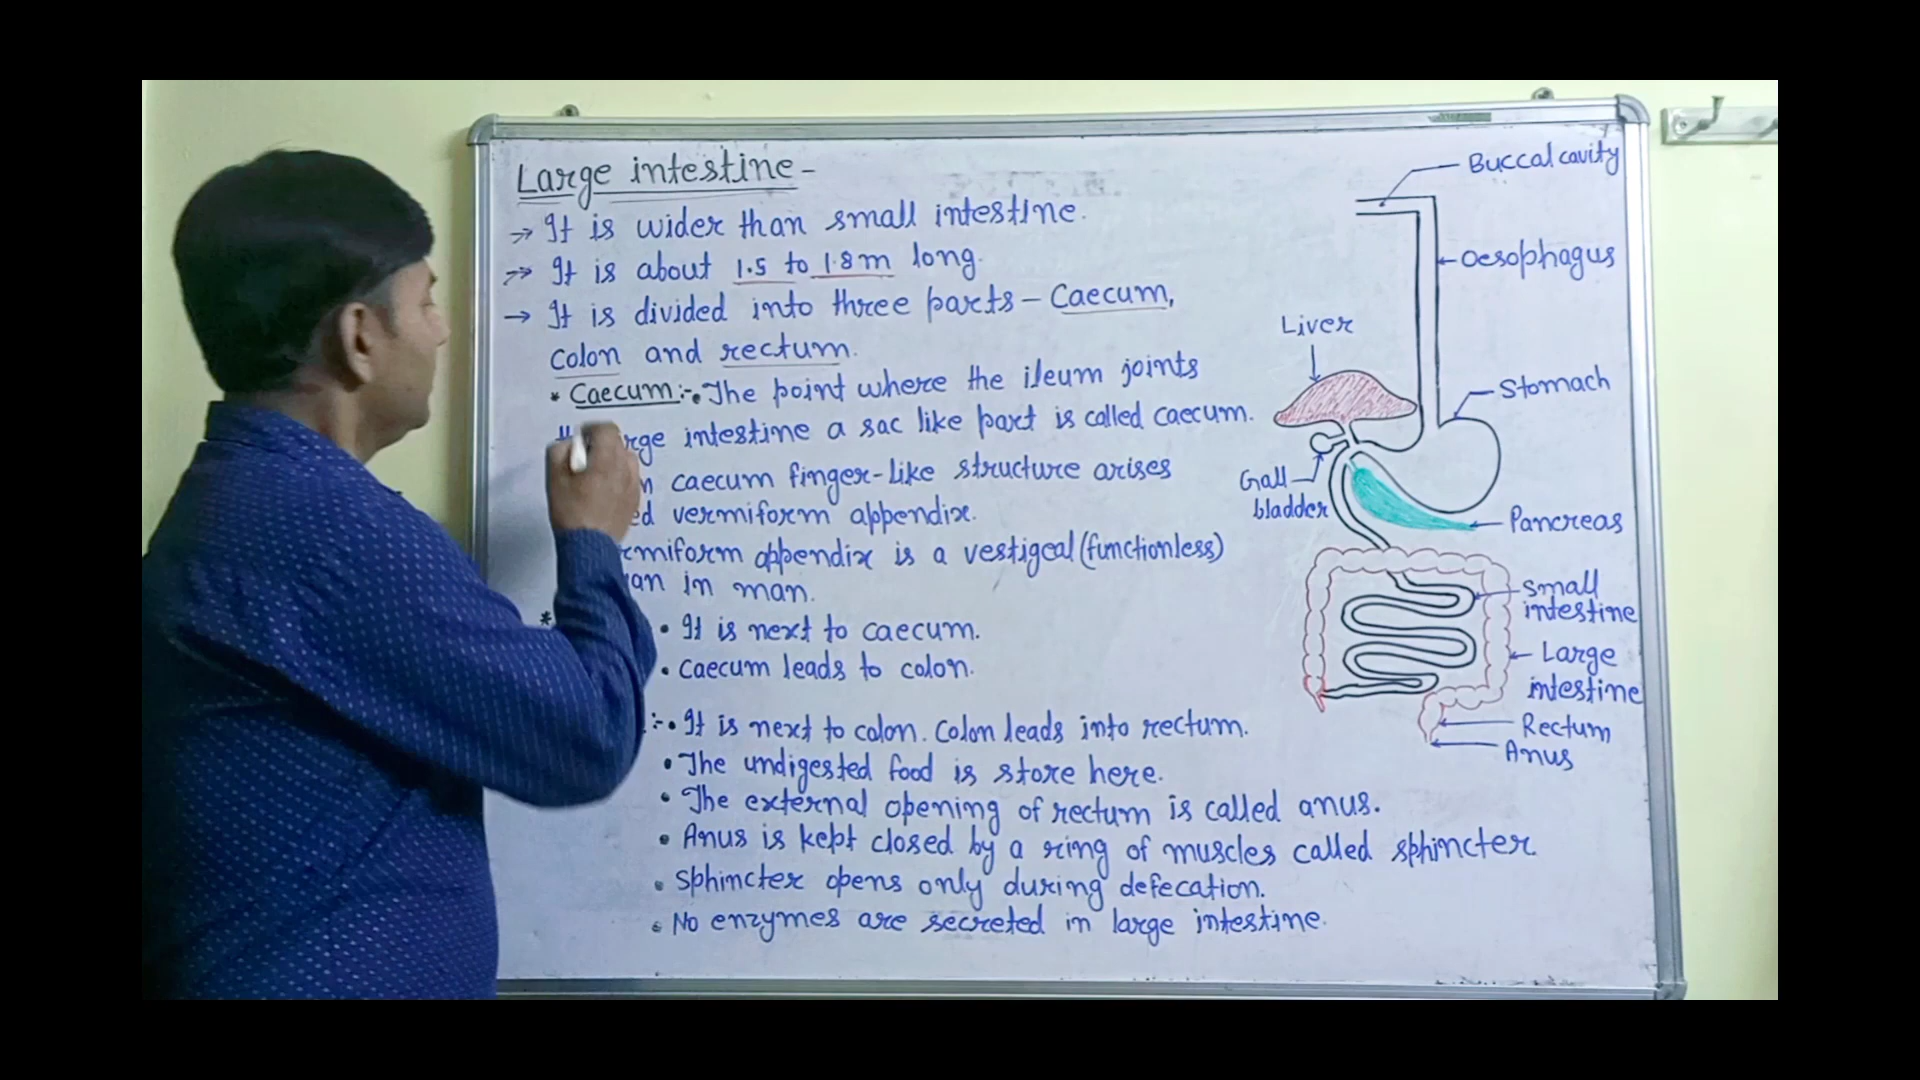 Large intestine -
→ It is wider than small intestine.
→ It is about 1.5 to 1.8m long.
→ It is divided into three parts - Caecum,
colon and rectum.
* Caecum:-. The point where the ileum joints
intestine a sac like part is called caecum.
caecum finger-like structure arises
vermiform appendix.
appendix is a vestigeal (functionless)
in man.
*
• It is next to caecum.
• Caecum leads to colon.
:-• It is next to colon. Colon leads into rectum.
• The undigested food is store here.
• The external opening of rectum is called anus.
• Anus is kept closed by a ring of muscles called sphincter.
• Sphincter opens only during defecation.
• No enzymes are secreted in large intestine.
Buccal cavity
Oesophagus
Liver
Stomach
Gall
bladder
Pancreas
Small
intestine
Large
intestine
Rectum
Anus